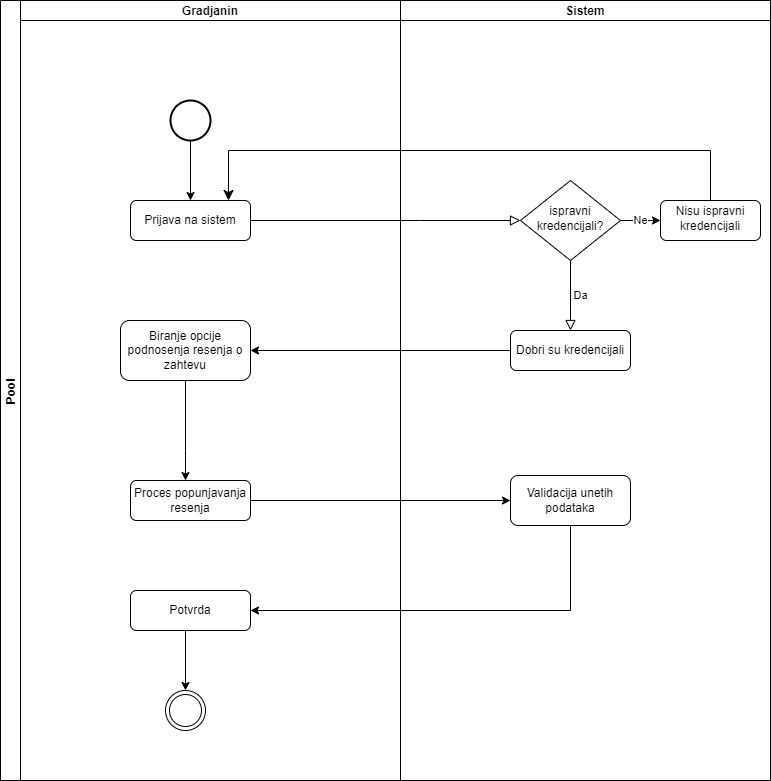 Gradjanin
Sistem
Pool
Prijava na sistem
ispravni
kredencijali?
Ne
Nisu ispravni
kredencijali
Da
Biranje opcije
podnosenja resenja o
zahtevu
Dobri su kredencijali
Proces popunjavanja
resenja
Validacija unetih
podataka
Potvrda